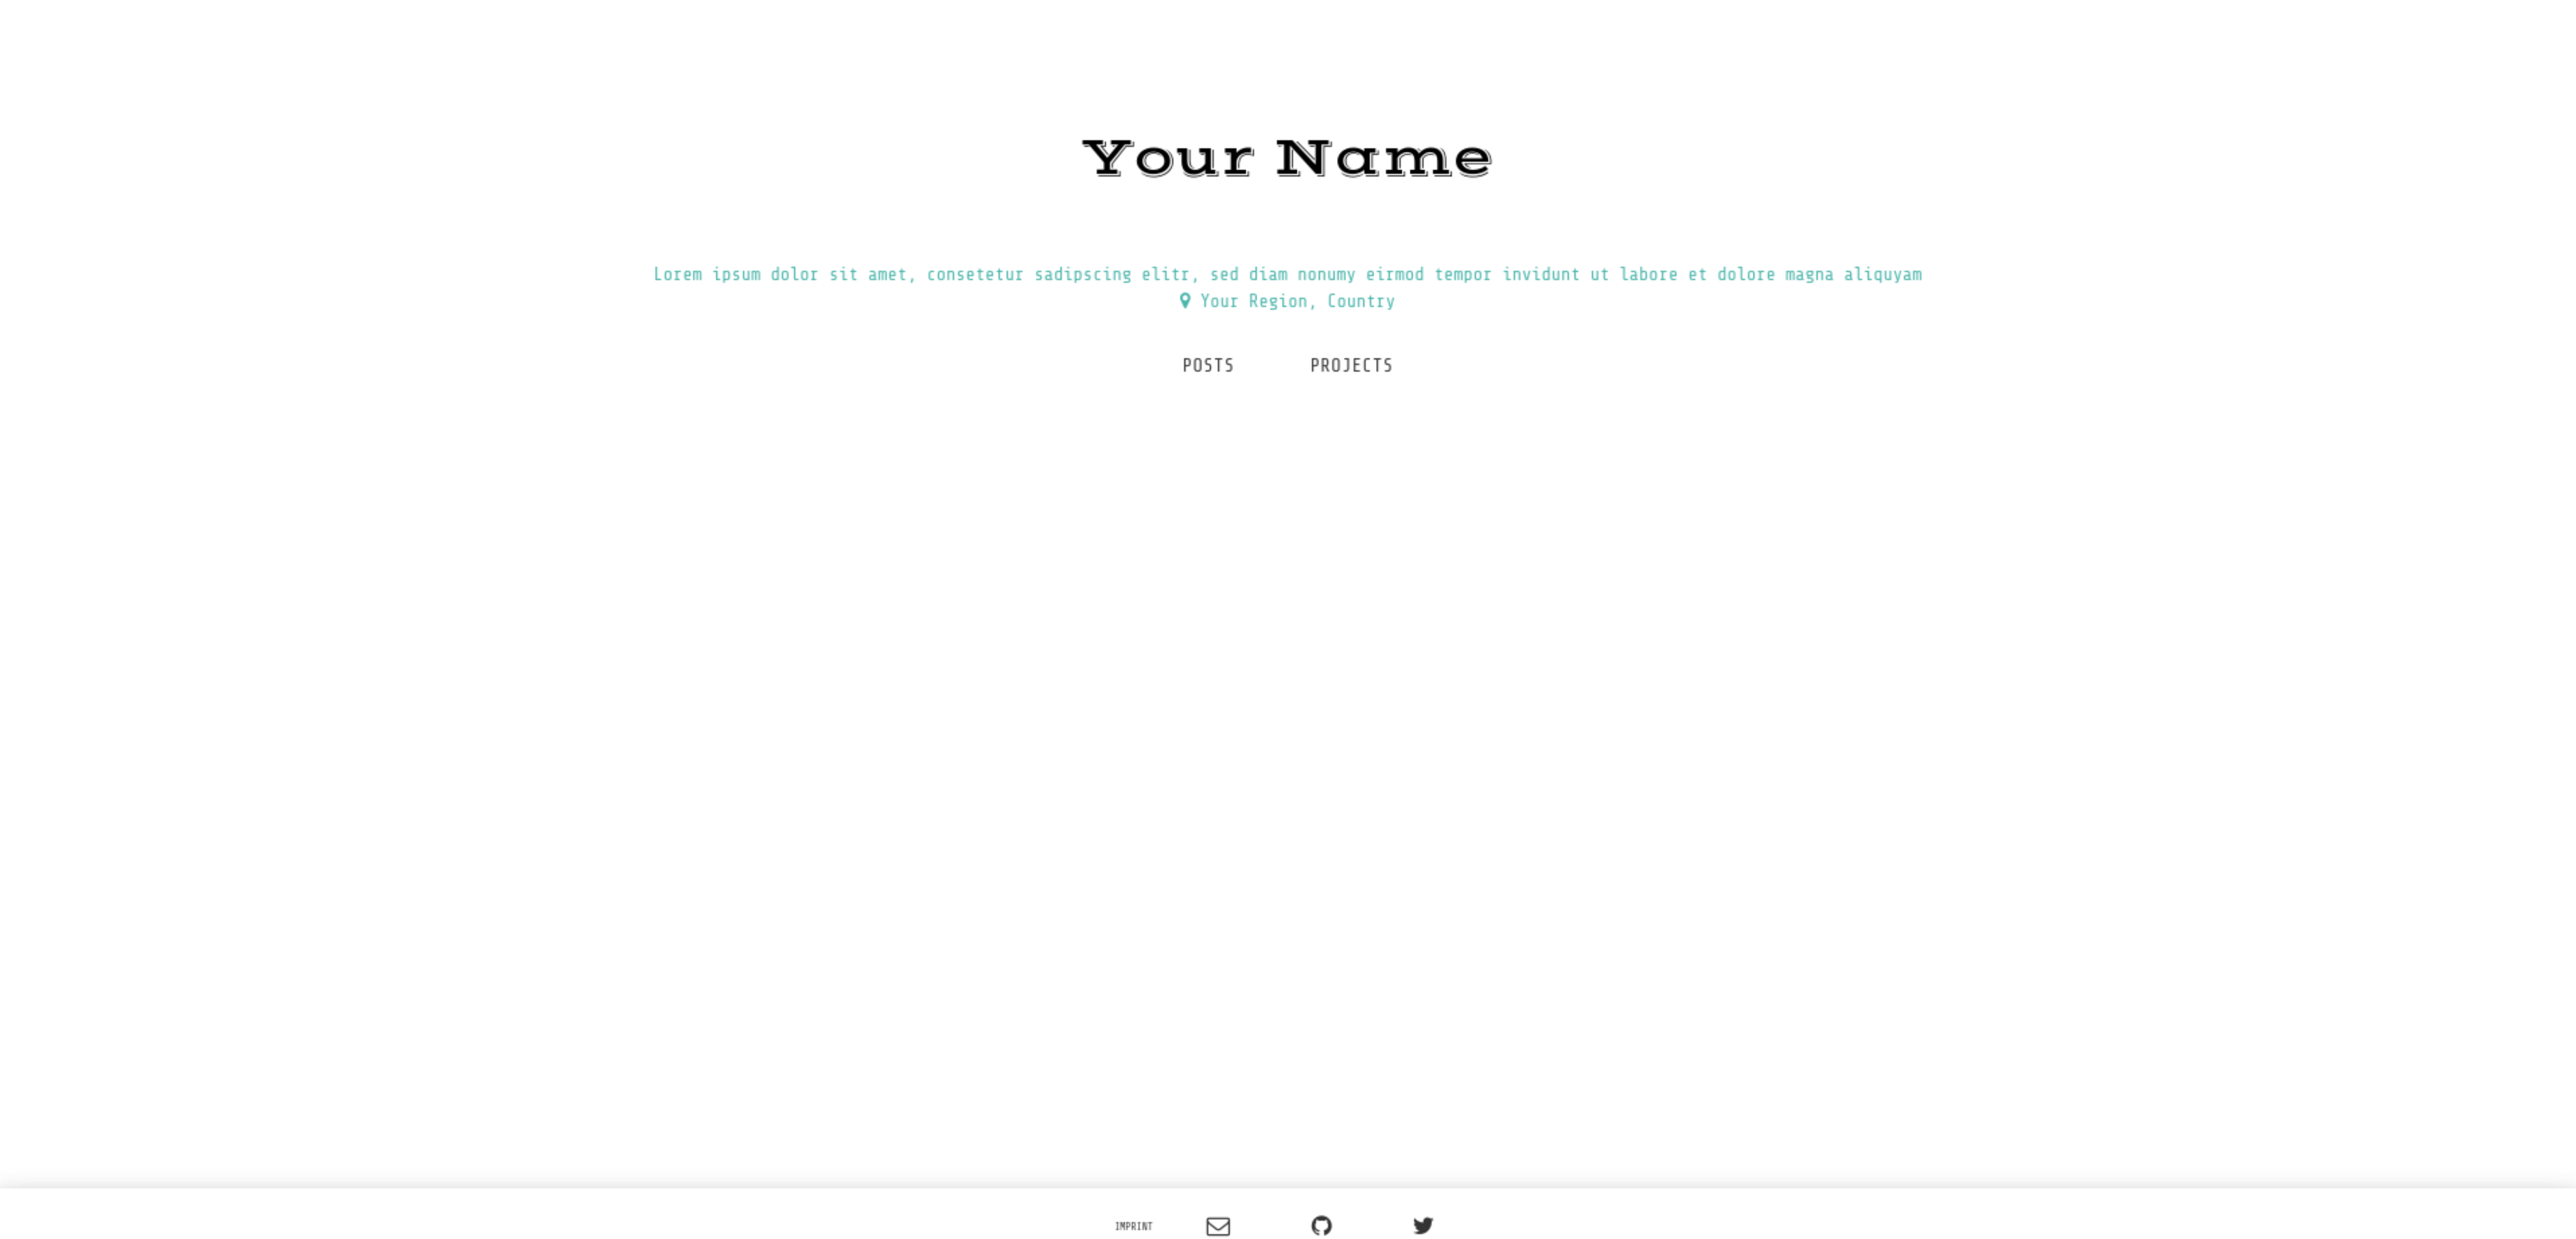 Your Name
Lorem ipsum dolor sit amet, consetetur sadipscing elitr, sed diam nonumy eirmod tempor invidunt ut labore et dolore magna aliquyam
Your Region, Country
POSTS PROJECTS
IMPRINT